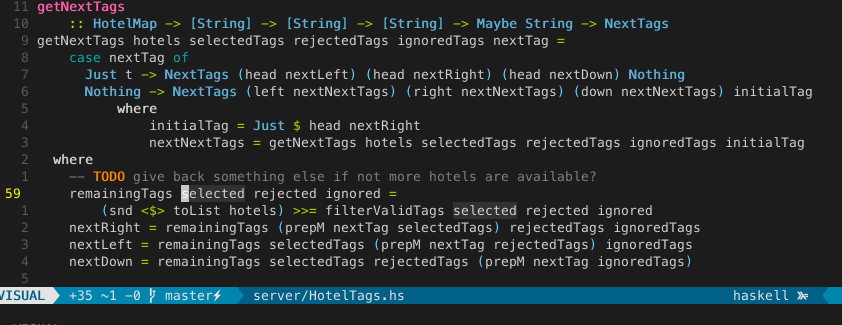 11 getNextTags
10 :: HotelMap -> [String] -> [String] -> [String] -> Maybe String -> NextTags
9 getNextTags hotels selectedTags rejectedTags ignoredTags nextTag =
8 case nextTag of
7 Just t -> NextTags (head nextLeft) (head nextRight) (head nextDown) Nothing
6 Nothing -> NextTags (left nextNextTags) (right nextNextTags) (down nextNextTags) initialTag
5 where
4 initialTag = Just $ head nextRight
3 nextNextTags = getNextTags hotels selectedTags rejectedTags ignoredTags initialTag
2 where
1 -- TODO give back something else if not more hotels are available?
59 remainingTags selected rejected ignored =
1 (snd <$> toList hotels) >>= filterValidTags selected rejected ignored
2 nextRight = remainingTags (prepM nextTag selectedTags) rejectedTags ignoredTags
3 nextLeft = remainingTags selectedTags (prepM nextTag rejectedTags) ignoredTags
4 nextDown = remainingTags selectedTags rejectedTags (prepM nextTag ignoredTags)
5
VISUAL +35 ~1 -0 master server/HotelTags.hs haskell